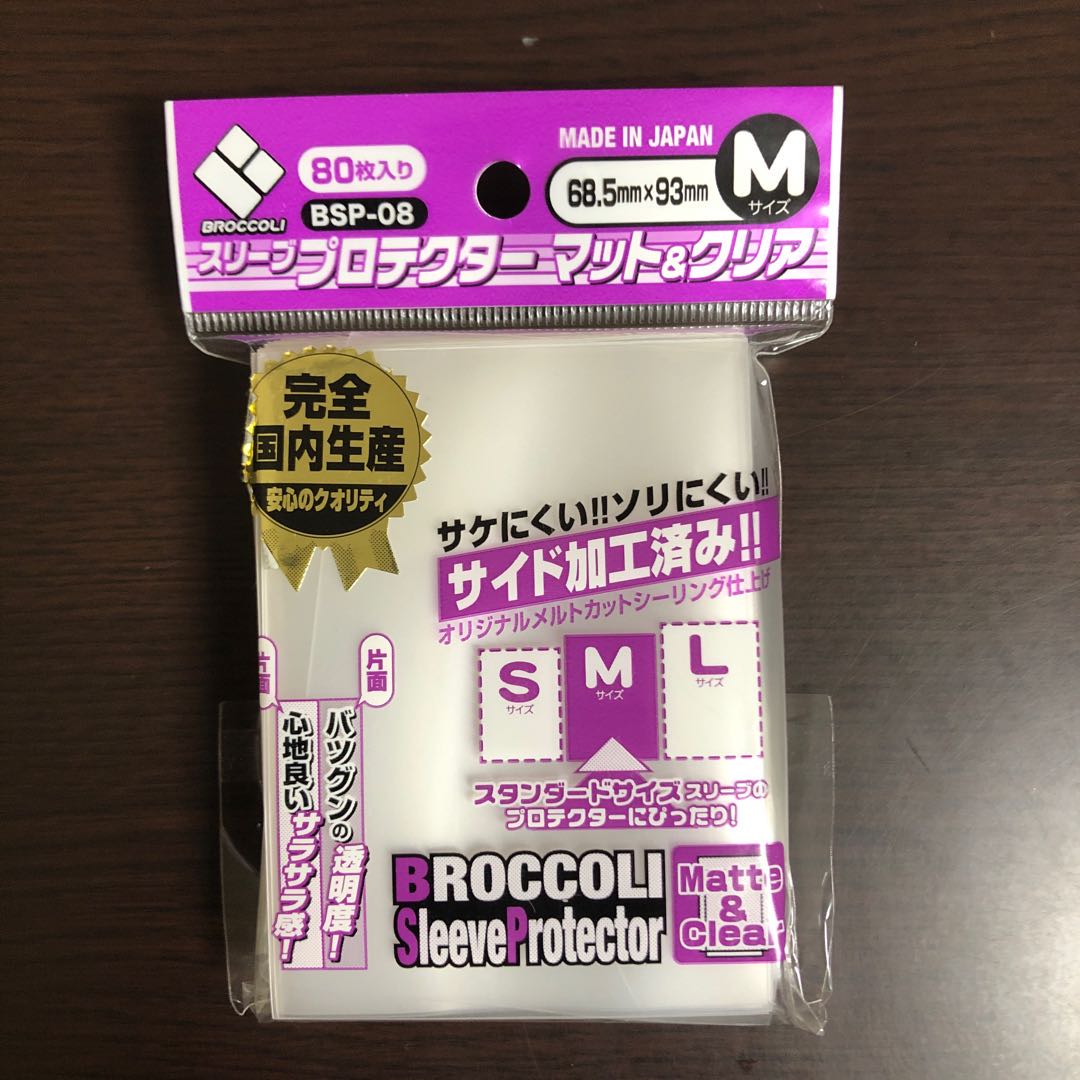 BROCCOLI
80枚入り
BSP-08
MADE IN JAPAN
68.5mm×93mm
M
サイズ
スリーブプロテクター マット&クリア
完全
国内生産
安心のクオリティ
サケにくい!!ソリにくい!!
サイド加工済み!!
オリジナルメルトカットシーリング仕上げ
S
サイズ
M
サイズ
L
サイズ
スタンダードサイズ スリーブの
プロテクターにぴったり!
片面
バツグンの透明度!
片面
心地良いサラサラ感!
BROCCOLI
SleeveProtector
Matte
&
Clear